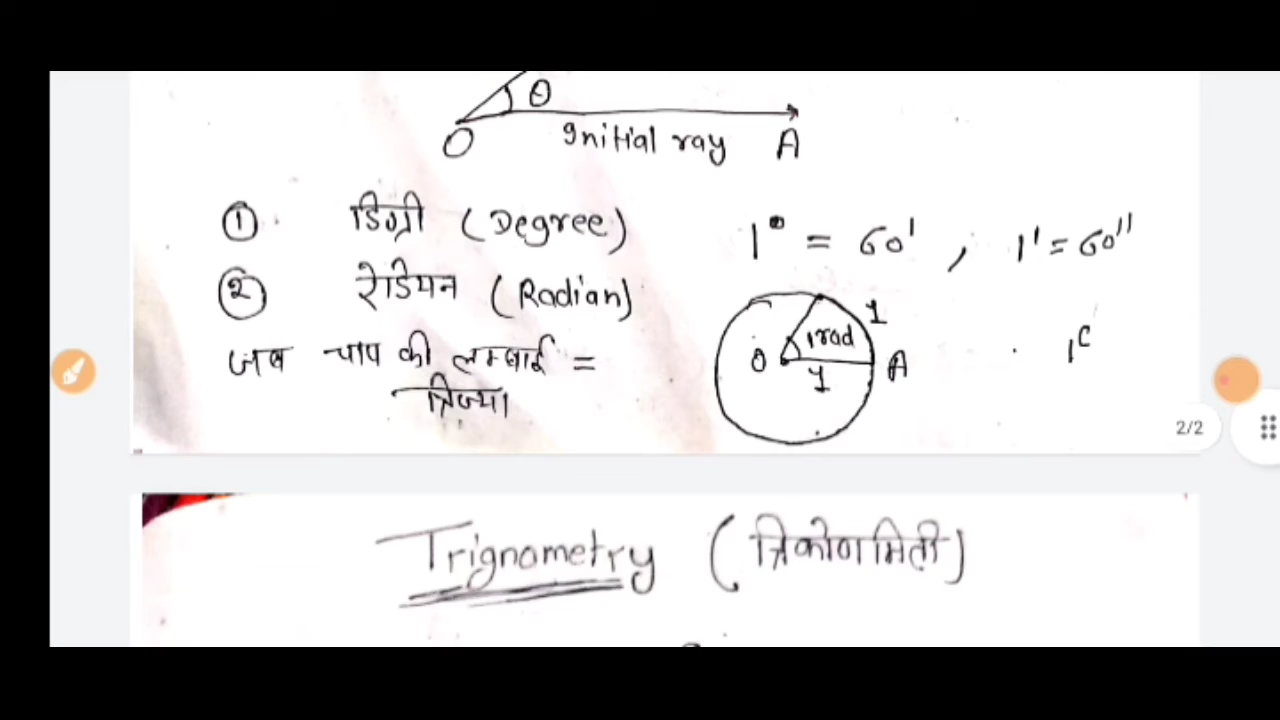 θ
O Initial ray A
① डिग्री (Degree) 1° = 60' , 1' = 60''
② रेडियन (Radian)
जब चाप की लम्बाई =
त्रिज्या
1
1rad
O A
1
1ᶜ
2/2
Trignometry (त्रिकोणमिती)